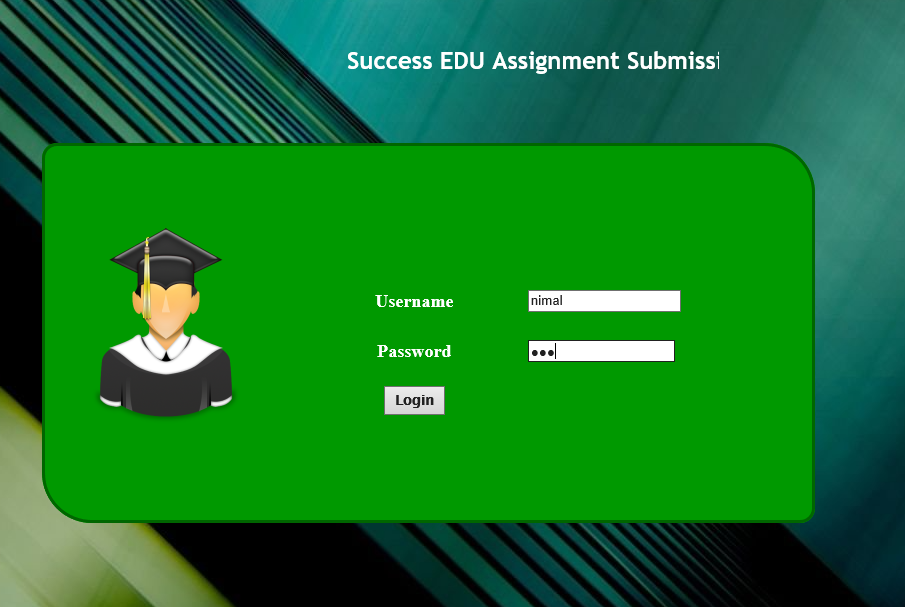 Success EDU Assignment Submissi
Username
nimal
Password
Login